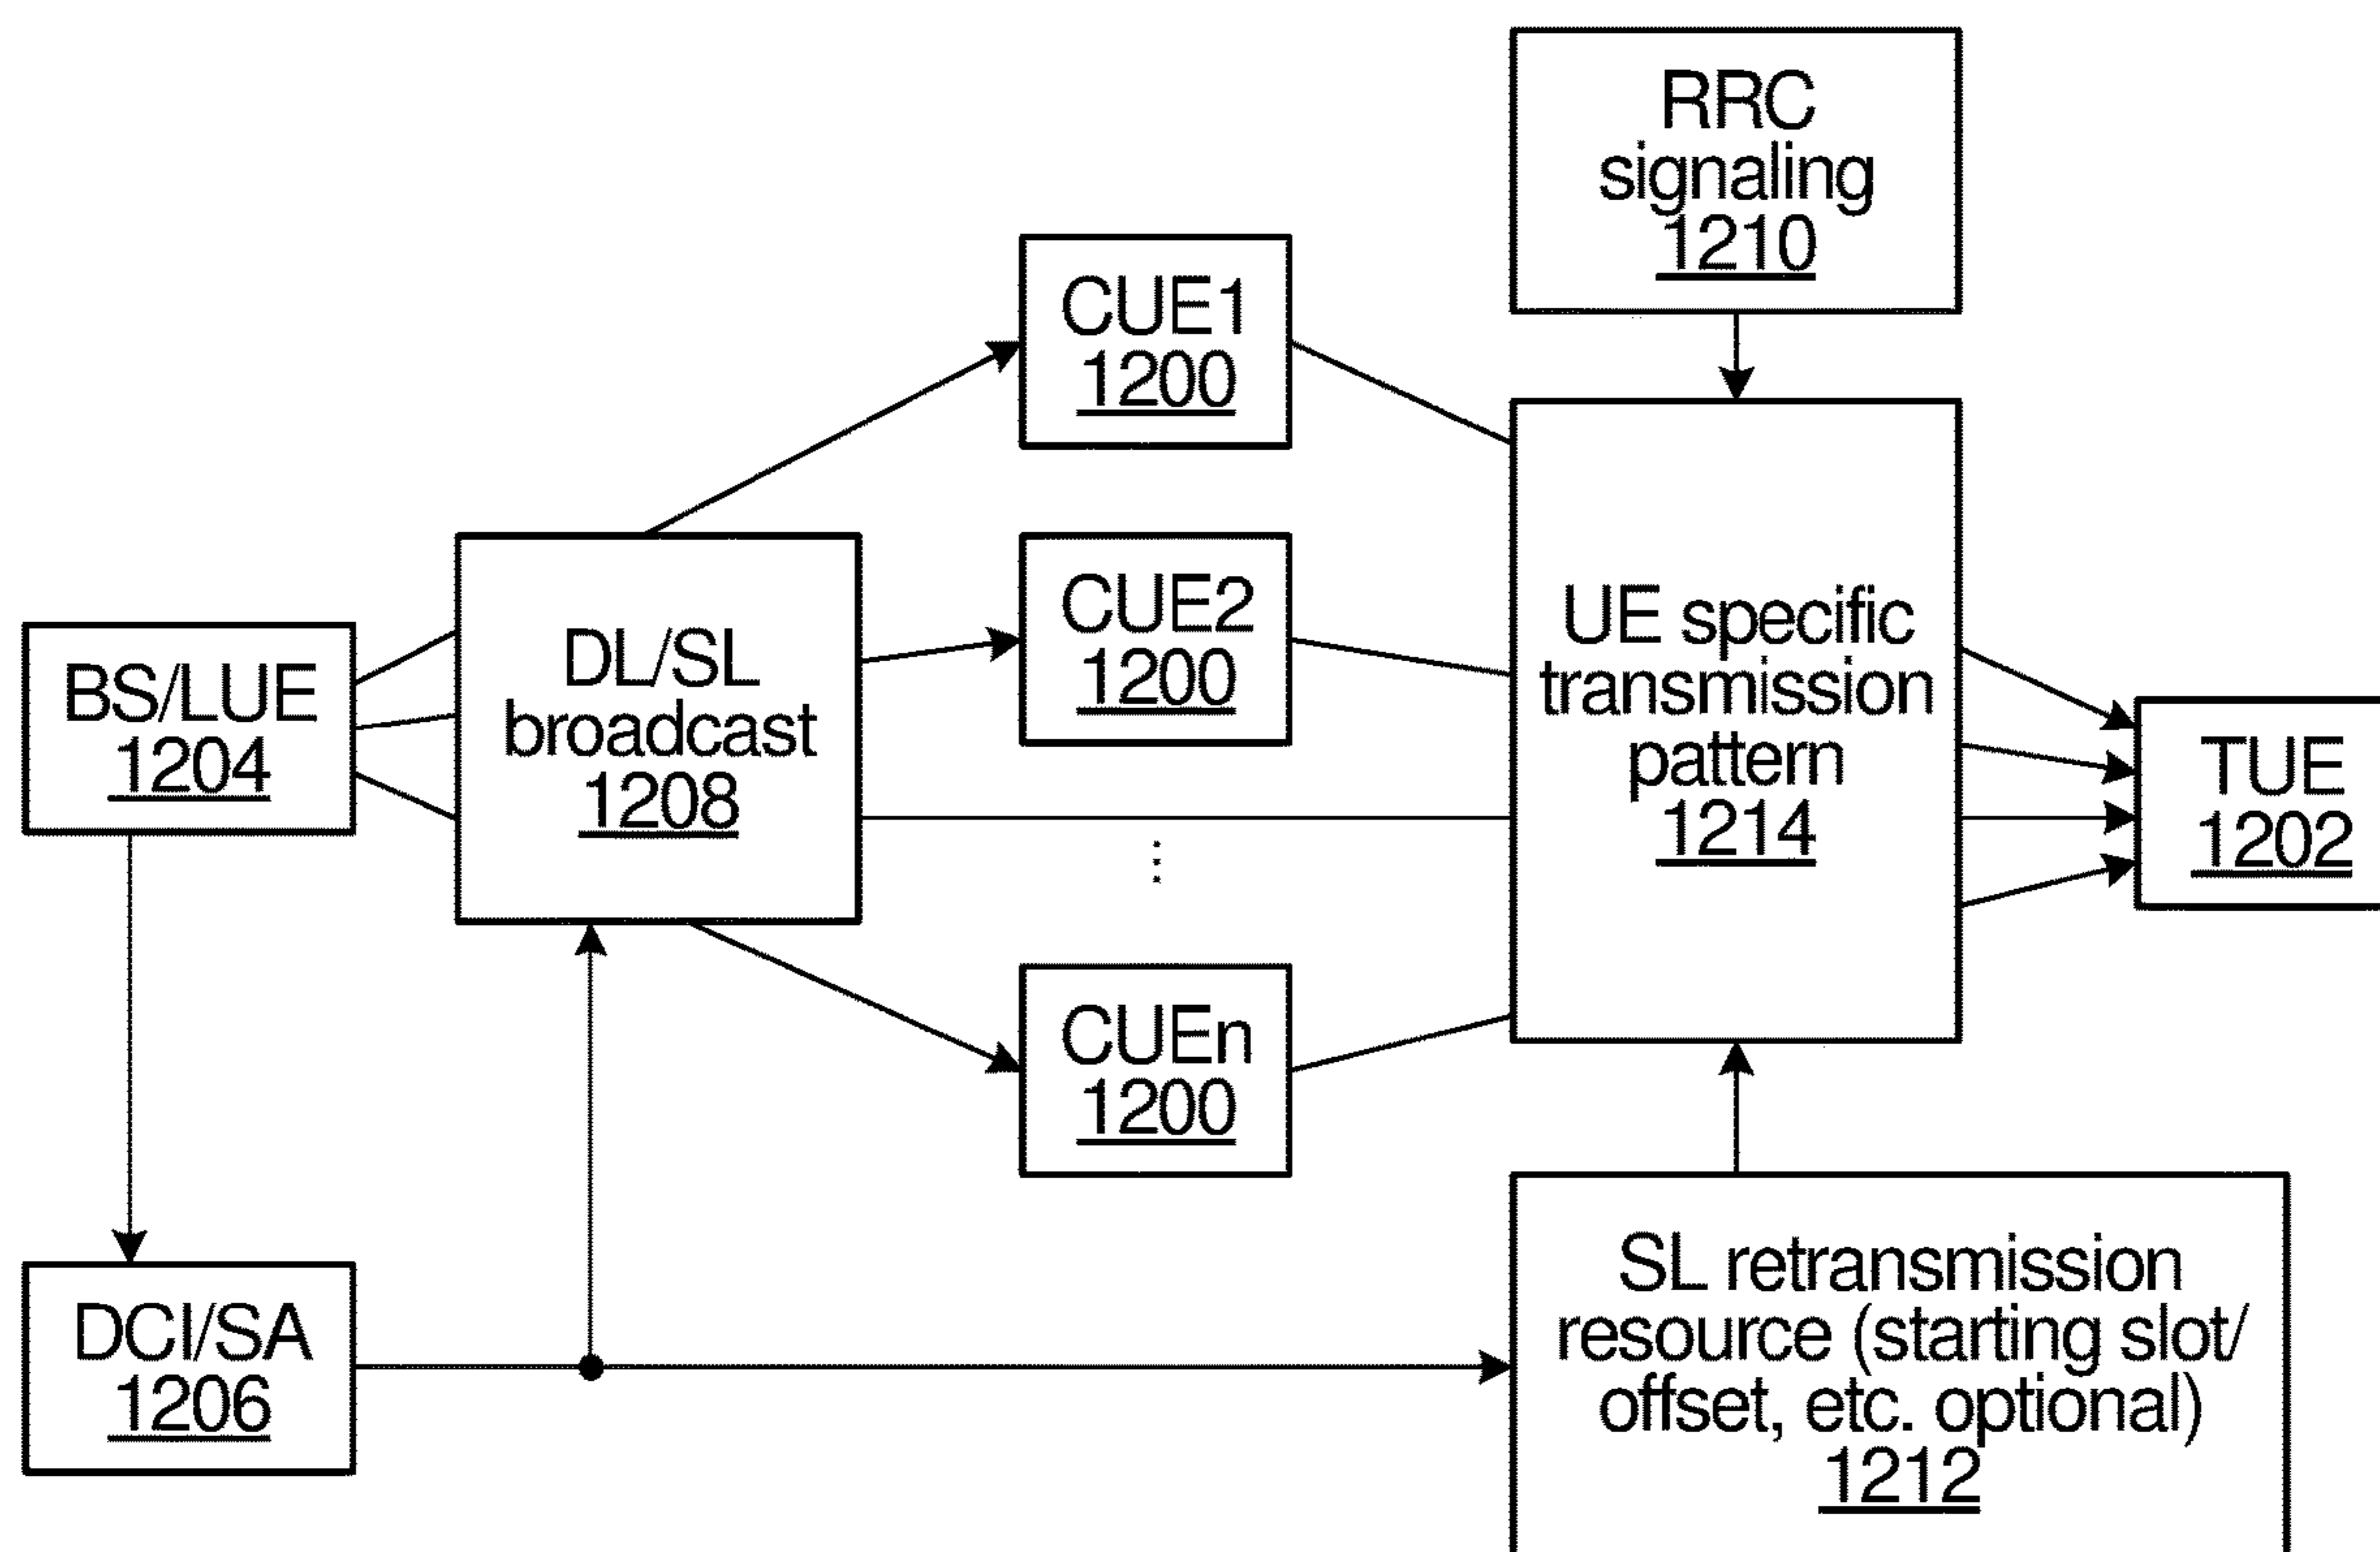 RRC
signaling
1210
CUE1
1200
CUE2
1200
BS/LUE
1204
DL/SL
broadcast
1208
UE specific
transmission
pattern
1214
TUE
1202
...
CUEn
1200
DCI/SA
1206
SL retransmission
resource (starting slot/
offset, etc. optional)
1212